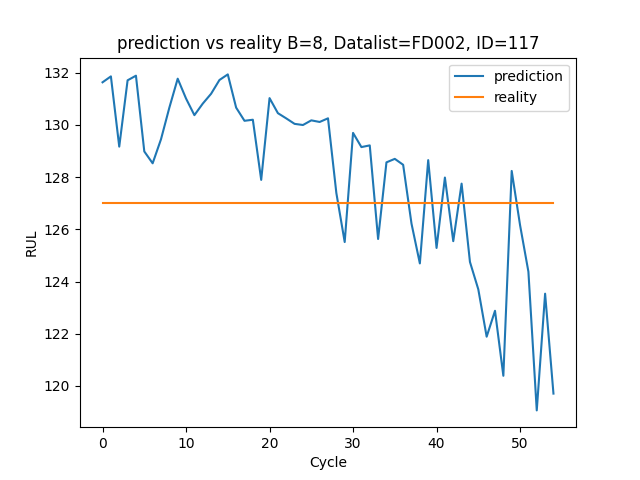 prediction vs reality B=8, Datalist=FD002, ID=117
prediction
reality
RUL
132
130
128
126
124
122
120
0 10 20 30 40 50
Cycle